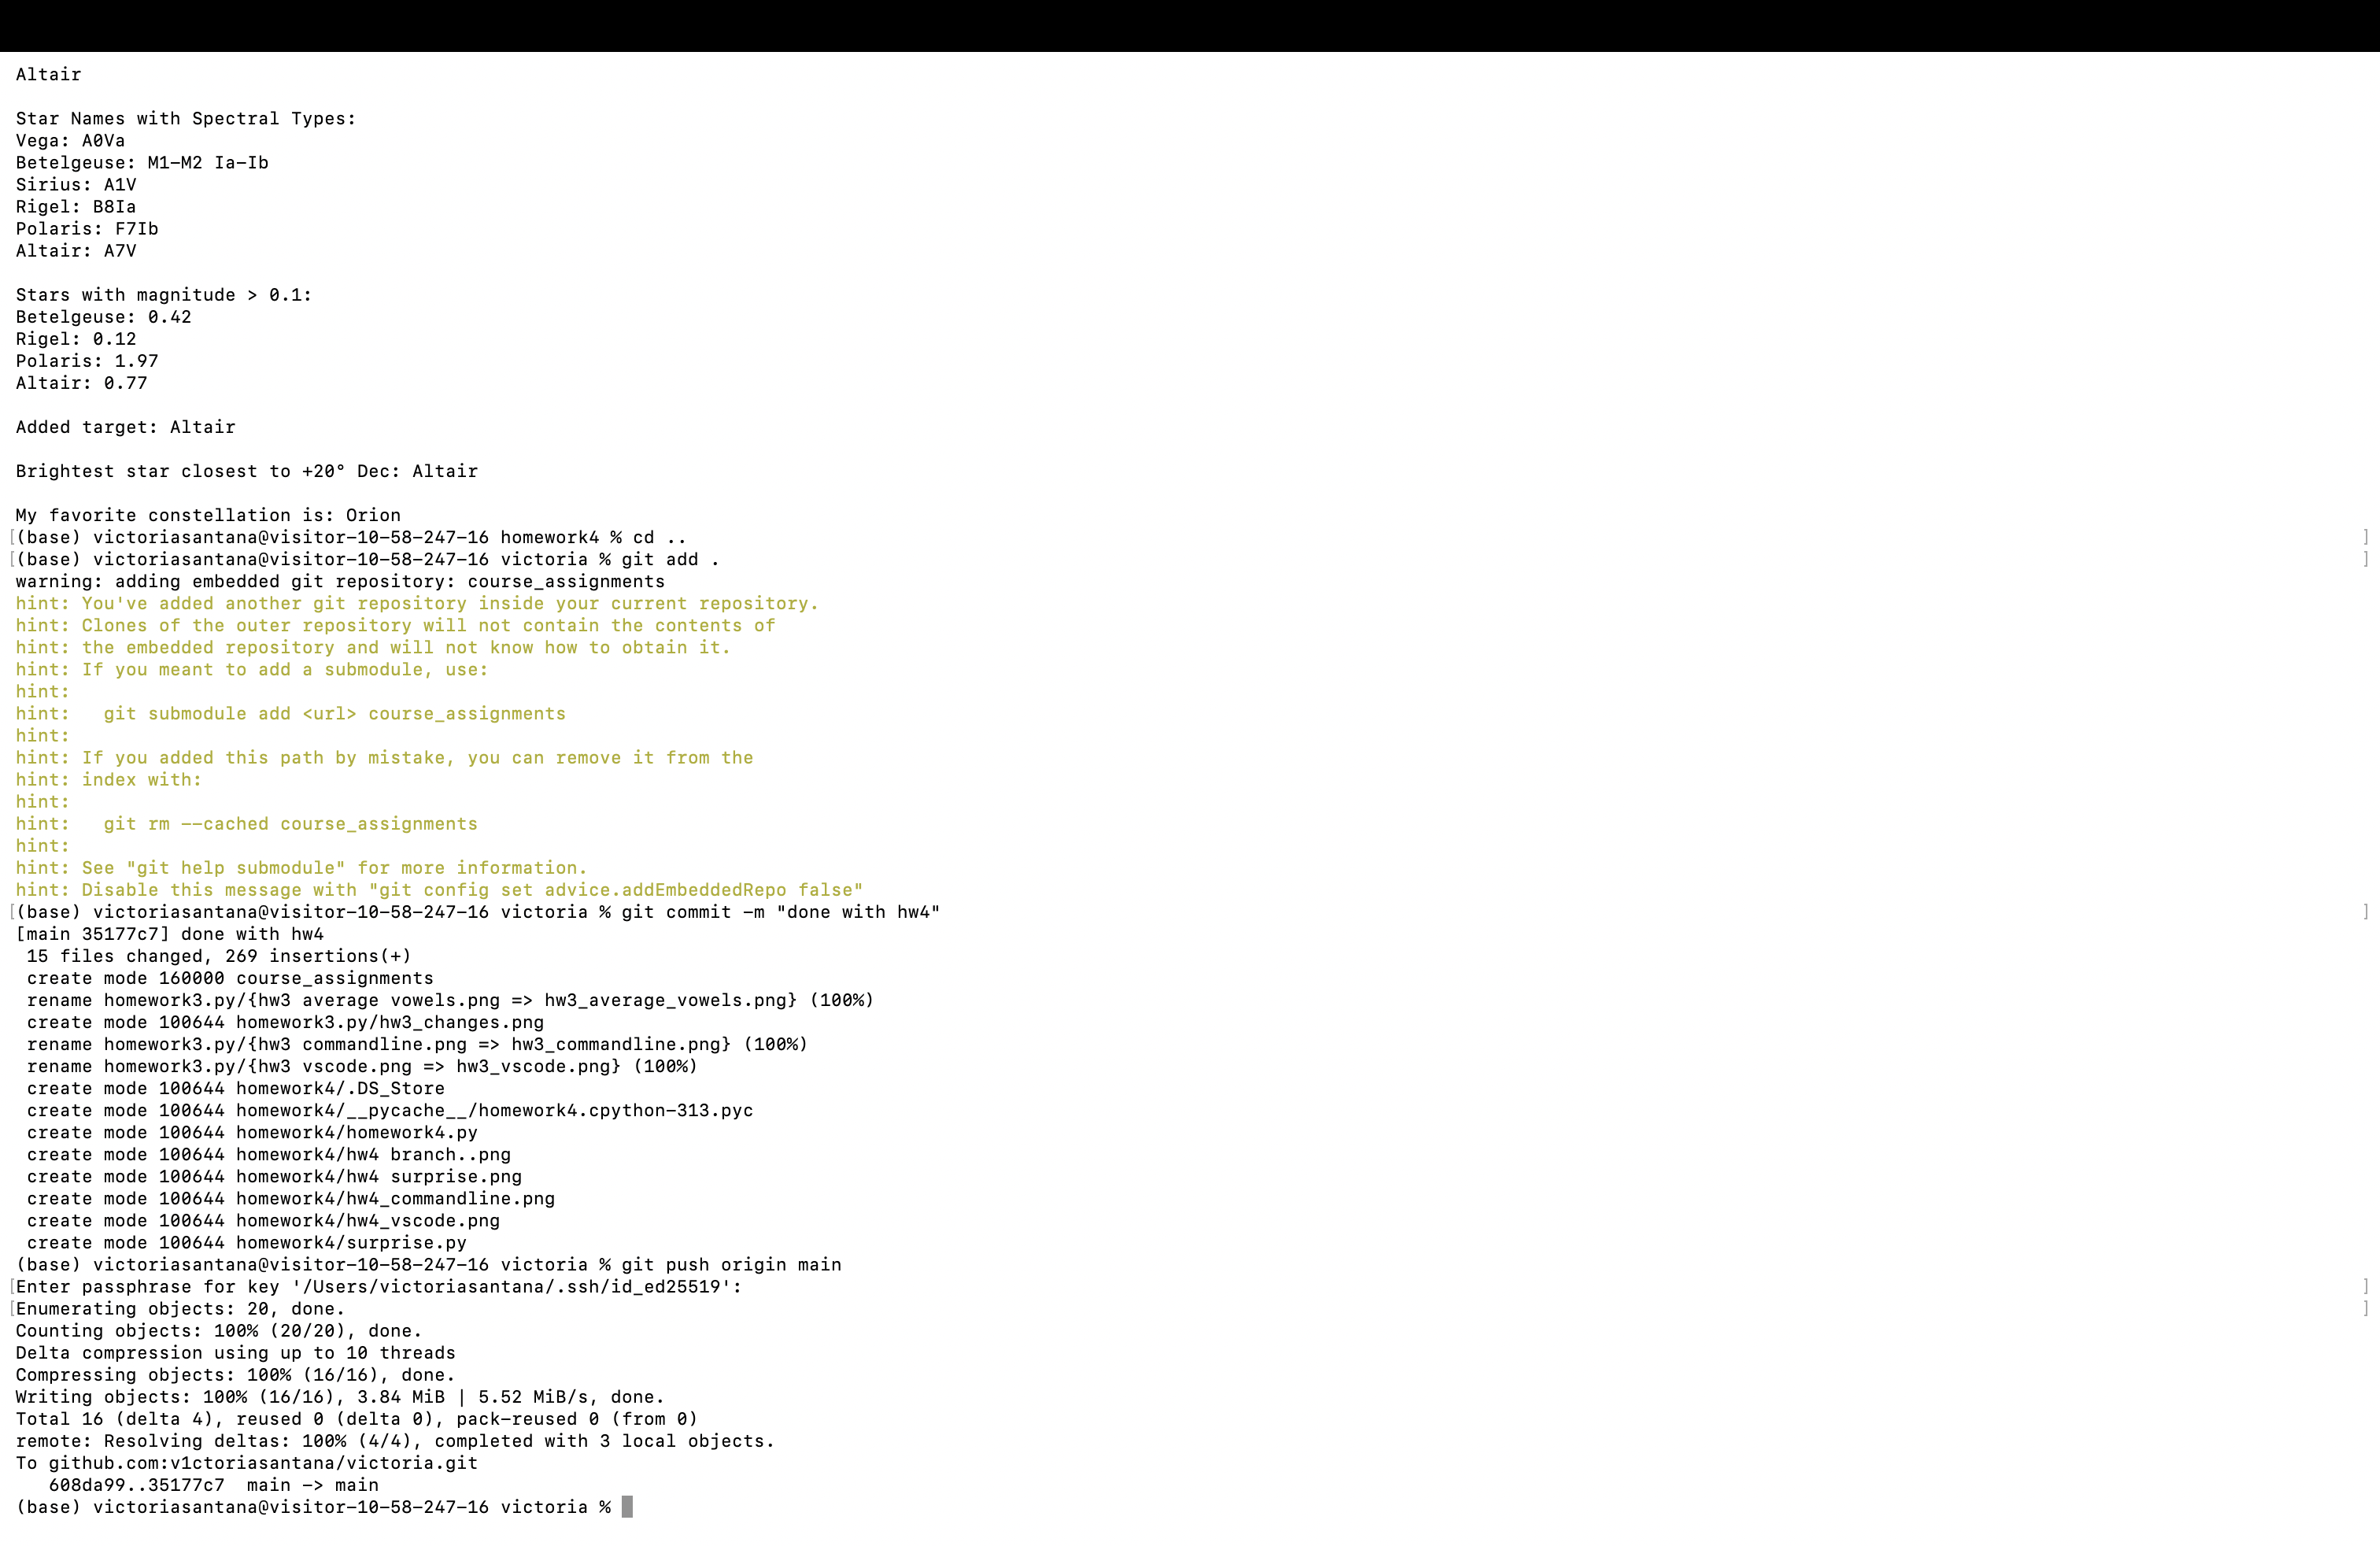 Altair
Star Names with Spectral Types:
Vega: A0Va
Betelgeuse: M1-M2 Ia-Ib
Sirius: A1V
Rigel: B8Ia
Polaris: F7Ib
Altair: A7V
Stars with magnitude > 0.1:
Betelgeuse: 0.42
Rigel: 0.12
Polaris: 1.97
Altair: 0.77
Added target: Altair
Brightest star closest to +20° Dec: Altair
My favorite constellation is: Orion
[(base) victoriasantana@visitor-10-58-247-16 homework4 % cd .. ]
[(base) victoriasantana@visitor-10-58-247-16 victoria % git add . ]
warning: adding embedded git repository: course_assignments
hint: You've added another git repository inside your current repository.
hint: Clones of the outer repository will not contain the contents of
hint: the embedded repository and will not know how to obtain it.
hint: If you meant to add a submodule, use:
hint:
hint:   git submodule add <url> course_assignments
hint:
hint: If you added this path by mistake, you can remove it from the
hint: index with:
hint:
hint:   git rm --cached course_assignments
hint:
hint: See "git help submodule" for more information.
hint: Disable this message with "git config set advice.addEmbeddedRepo false"
[(base) victoriasantana@visitor-10-58-247-16 victoria % git commit -m "done with hw4" ]
[main 35177c7] done with hw4
 15 files changed, 269 insertions(+)
 create mode 160000 course_assignments
 rename homework3.py/{hw3 average vowels.png => hw3_average_vowels.png} (100%)
 create mode 100644 homework3.py/hw3_changes.png
 rename homework3.py/{hw3 commandline.png => hw3_commandline.png} (100%)
 rename homework3.py/{hw3 vscode.png => hw3_vscode.png} (100%)
 create mode 100644 homework4/.DS_Store
 create mode 100644 homework4/__pycache__/homework4.cpython-313.pyc
 create mode 100644 homework4/homework4.py
 create mode 100644 homework4/hw4 branch..png
 create mode 100644 homework4/hw4 surprise.png
 create mode 100644 homework4/hw4_commandline.png
 create mode 100644 homework4/hw4_vscode.png
 create mode 100644 homework4/surprise.py
(base) victoriasantana@visitor-10-58-247-16 victoria % git push origin main
[Enter passphrase for key '/Users/victoriasantana/.ssh/id_ed25519': ]
[Enumerating objects: 20, done. ]
Counting objects: 100% (20/20), done.
Delta compression using up to 10 threads
Compressing objects: 100% (16/16), done.
Writing objects: 100% (16/16), 3.84 MiB | 5.52 MiB/s, done.
Total 16 (delta 4), reused 0 (delta 0), pack-reused 0 (from 0)
remote: Resolving deltas: 100% (4/4), completed with 3 local objects.
To github.com:v1ctoriasantana/victoria.git
   608da99..35177c7  main -> main
(base) victoriasantana@visitor-10-58-247-16 victoria %